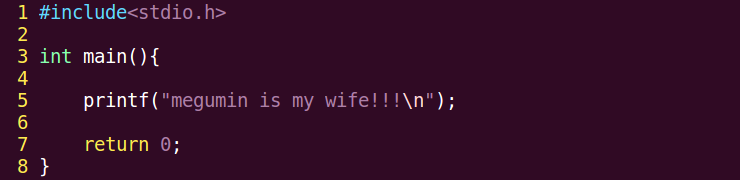 1 #include<stdio.h>
2
3 int main(){
4
5     printf("megumin is my wife!!!\n");
6
7     return 0;
8 }